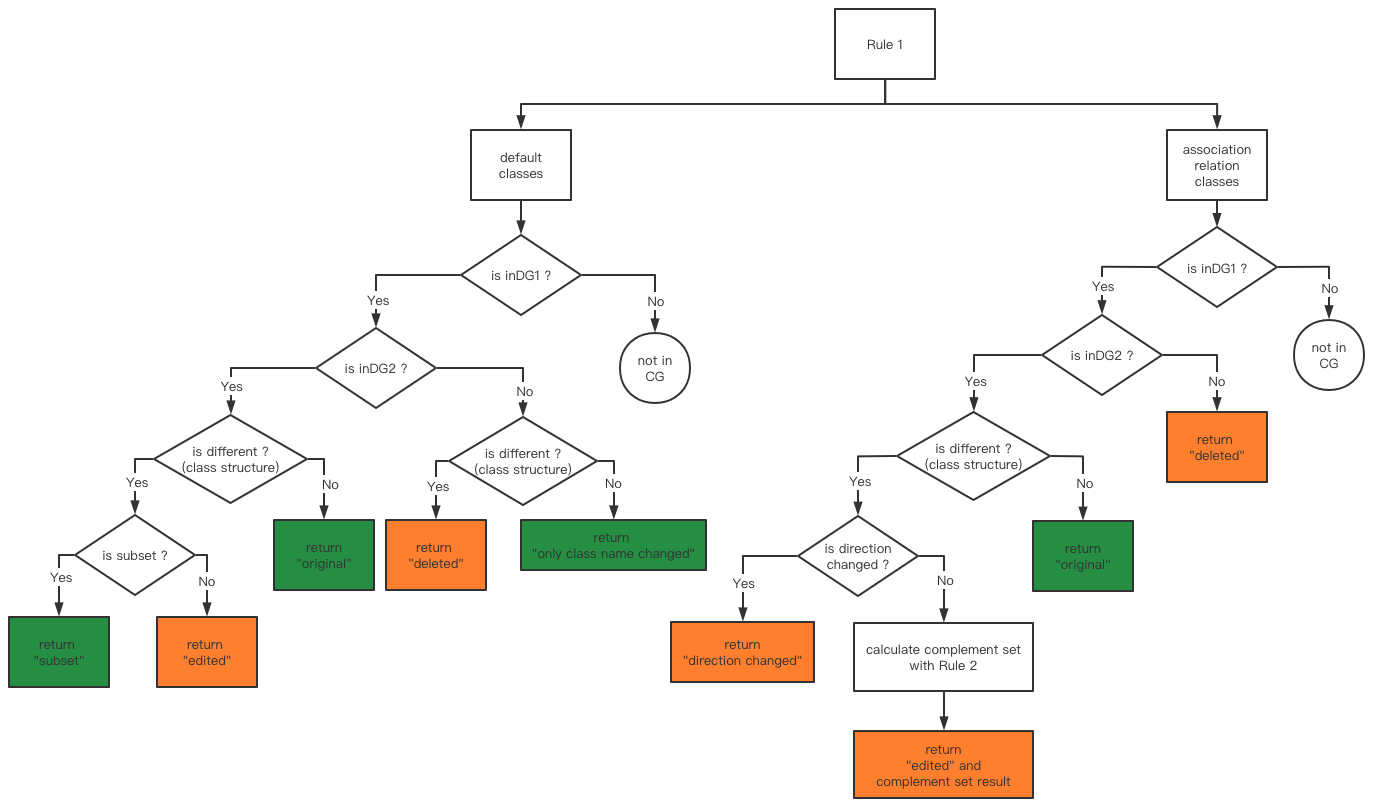 Rule 1
default
classes
association
relation
classes
is inDG1 ?
is inDG1 ?
Yes
No
Yes
No
is inDG2 ?
not in
CG
is inDG2 ?
not in
CG
Yes
No
Yes
No
is different ?
(class structure)
is different ?
(class structure)
is different ?
(class structure)
return
"deleted"
Yes
No
Yes
No
Yes
No
is subset ?
return
"original"
return
"deleted"
return
"only class name changed"
is direction
changed ?
return
"original"
Yes
No
Yes
No
return
"subset"
return
"edited"
return
"direction changed"
calculate complement set
with Rule 2
return
"edited" and
complement set result